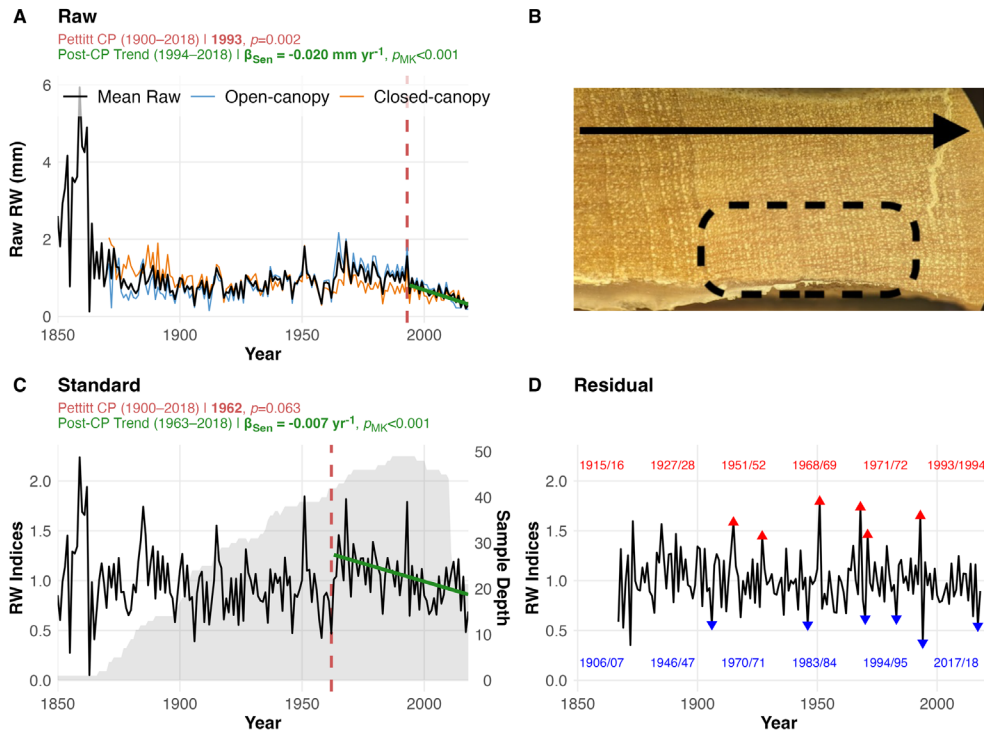 A Raw
Pettitt CP (1900–2018) | 1993, p=0.002
Post-CP Trend (1994–2018) | βSen = -0.020 mm yr⁻¹, pMK<0.001
Mean Raw Open-canopy Closed-canopy
6
4
2
0
Raw RW (mm)
1850 1900 1950 2000
Year
B
C Standard
Pettitt CP (1900–2018) | 1962, p=0.063
Post-CP Trend (1963–2018) | βSen = -0.007 yr⁻¹, pMK<0.001
2.0
1.5
1.0
0.5
0.0
RW Indices
50
40
30
20
10
0
Sample Depth
1850 1900 1950 2000
Year
D Residual
1915/16 1927/28 1951/52 1968/69 1971/72 1993/1994
2.0
1.5
1.0
0.5
0.0
RW Indices
1906/07 1946/47 1970/71 1983/84 1994/95 2017/18
1850 1900 1950 2000
Year